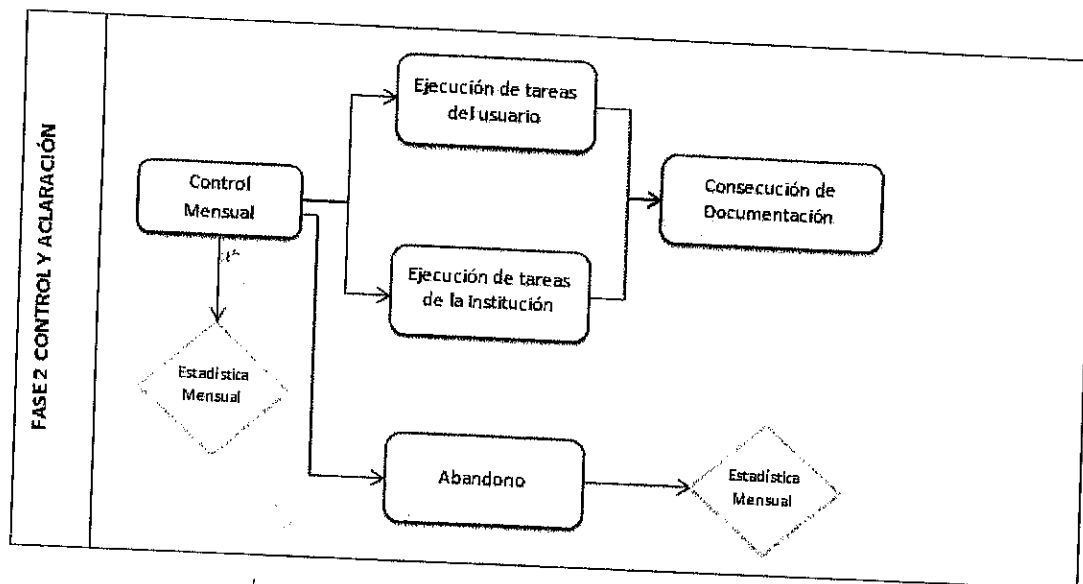 FASE 2 CONTROL Y ACLARACIÓN
Ejecución de tareas
del usuario
Control
Mensual
Consecución de
Documentación
Ejecución de tareas
de la Institución
Estadística
Mensual
Abandono
Estadística
Mensual